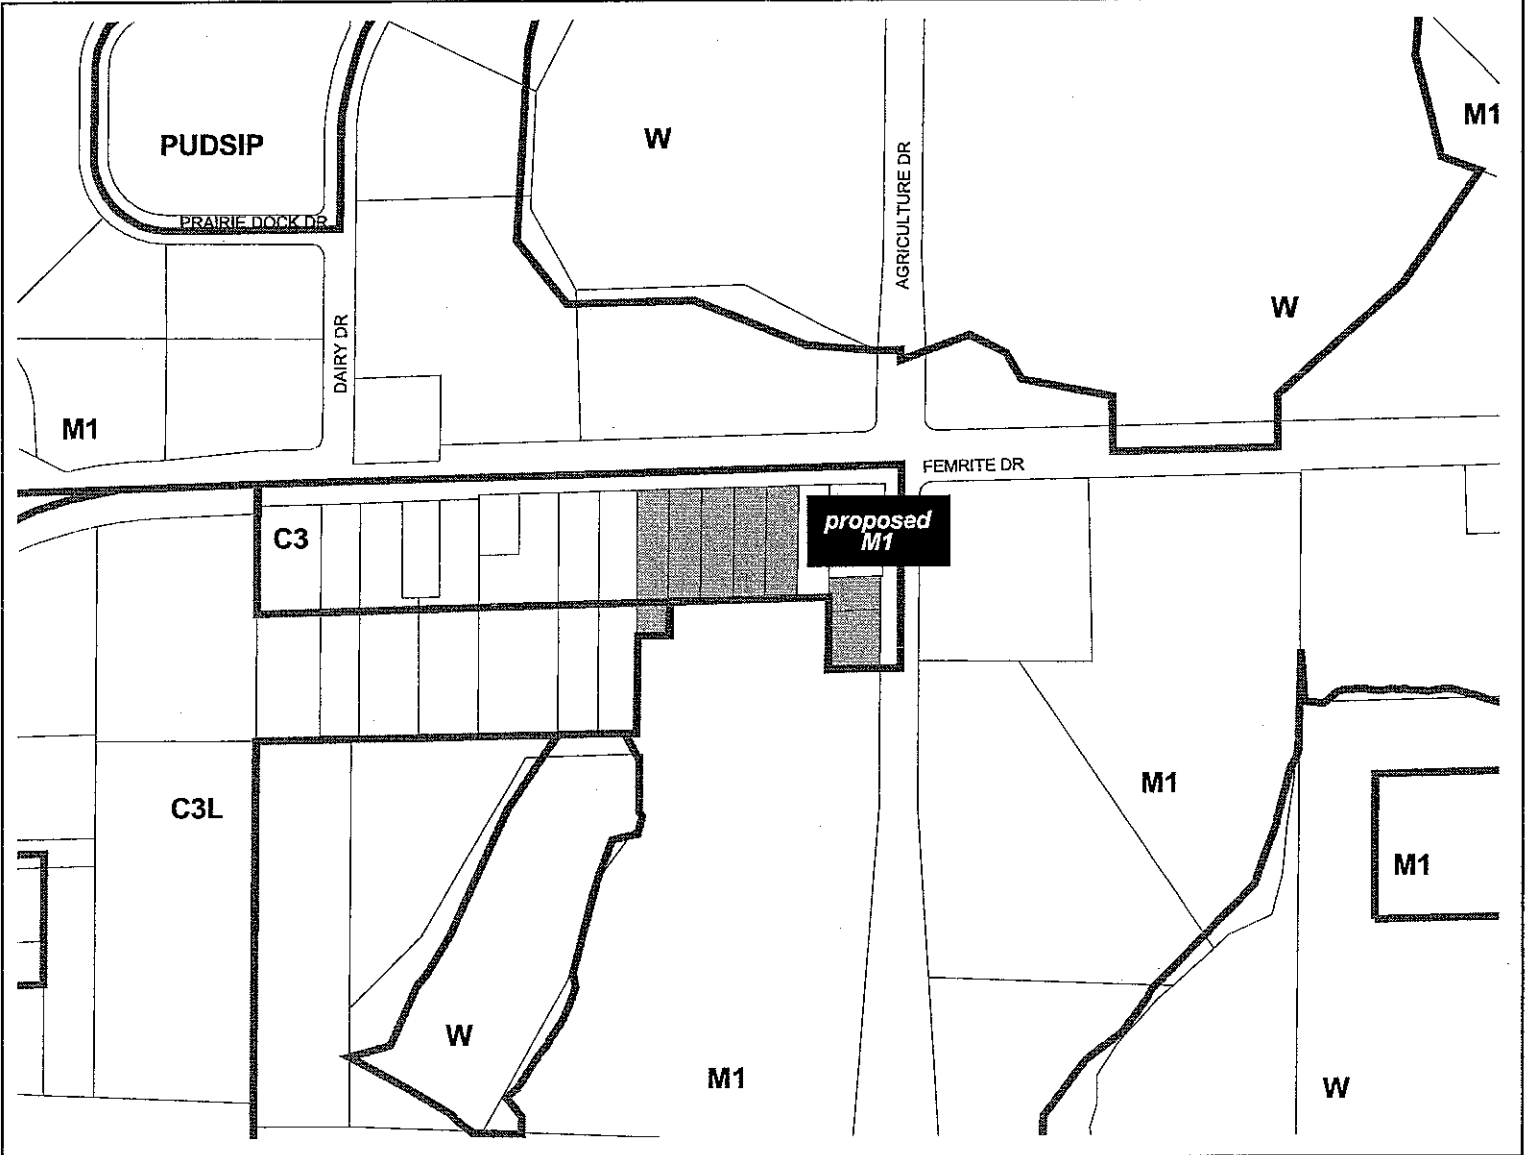 M1
W
PUDSIP
AGRICULTURE DR
PRAIRIE DOCK DR
W
DAIRY DR
M1
FEMRITE DR
proposed
M1
C3
M1
C3L
M1
W
M1
W